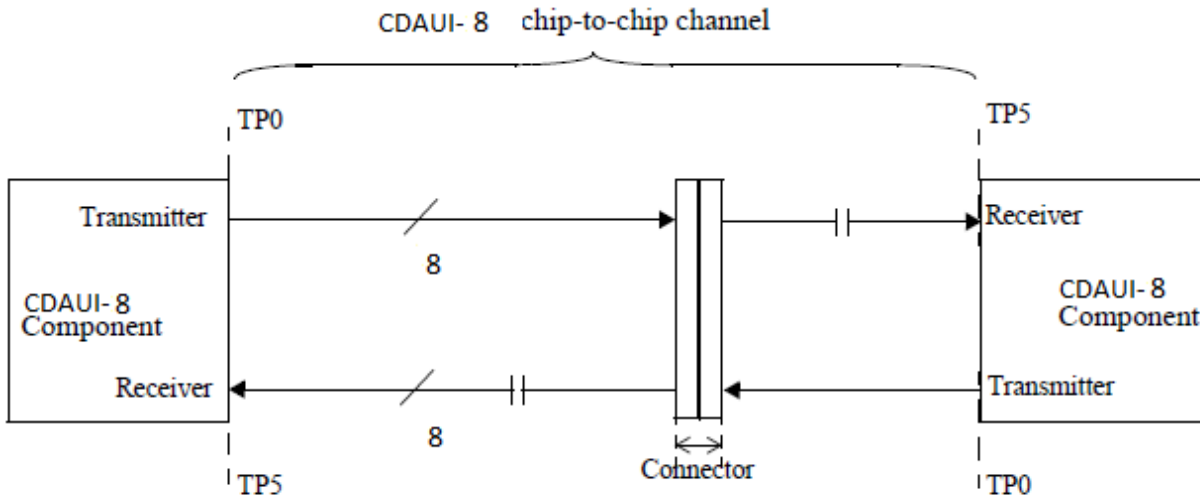 CDAUI- 8 chip-to-chip channel
TP0
TP5
Transmitter
Receiver
8
CDAUI- 8
Component
CDAUI- 8
Component
Receiver
Transmitter
8
Connector
TP5
TP0